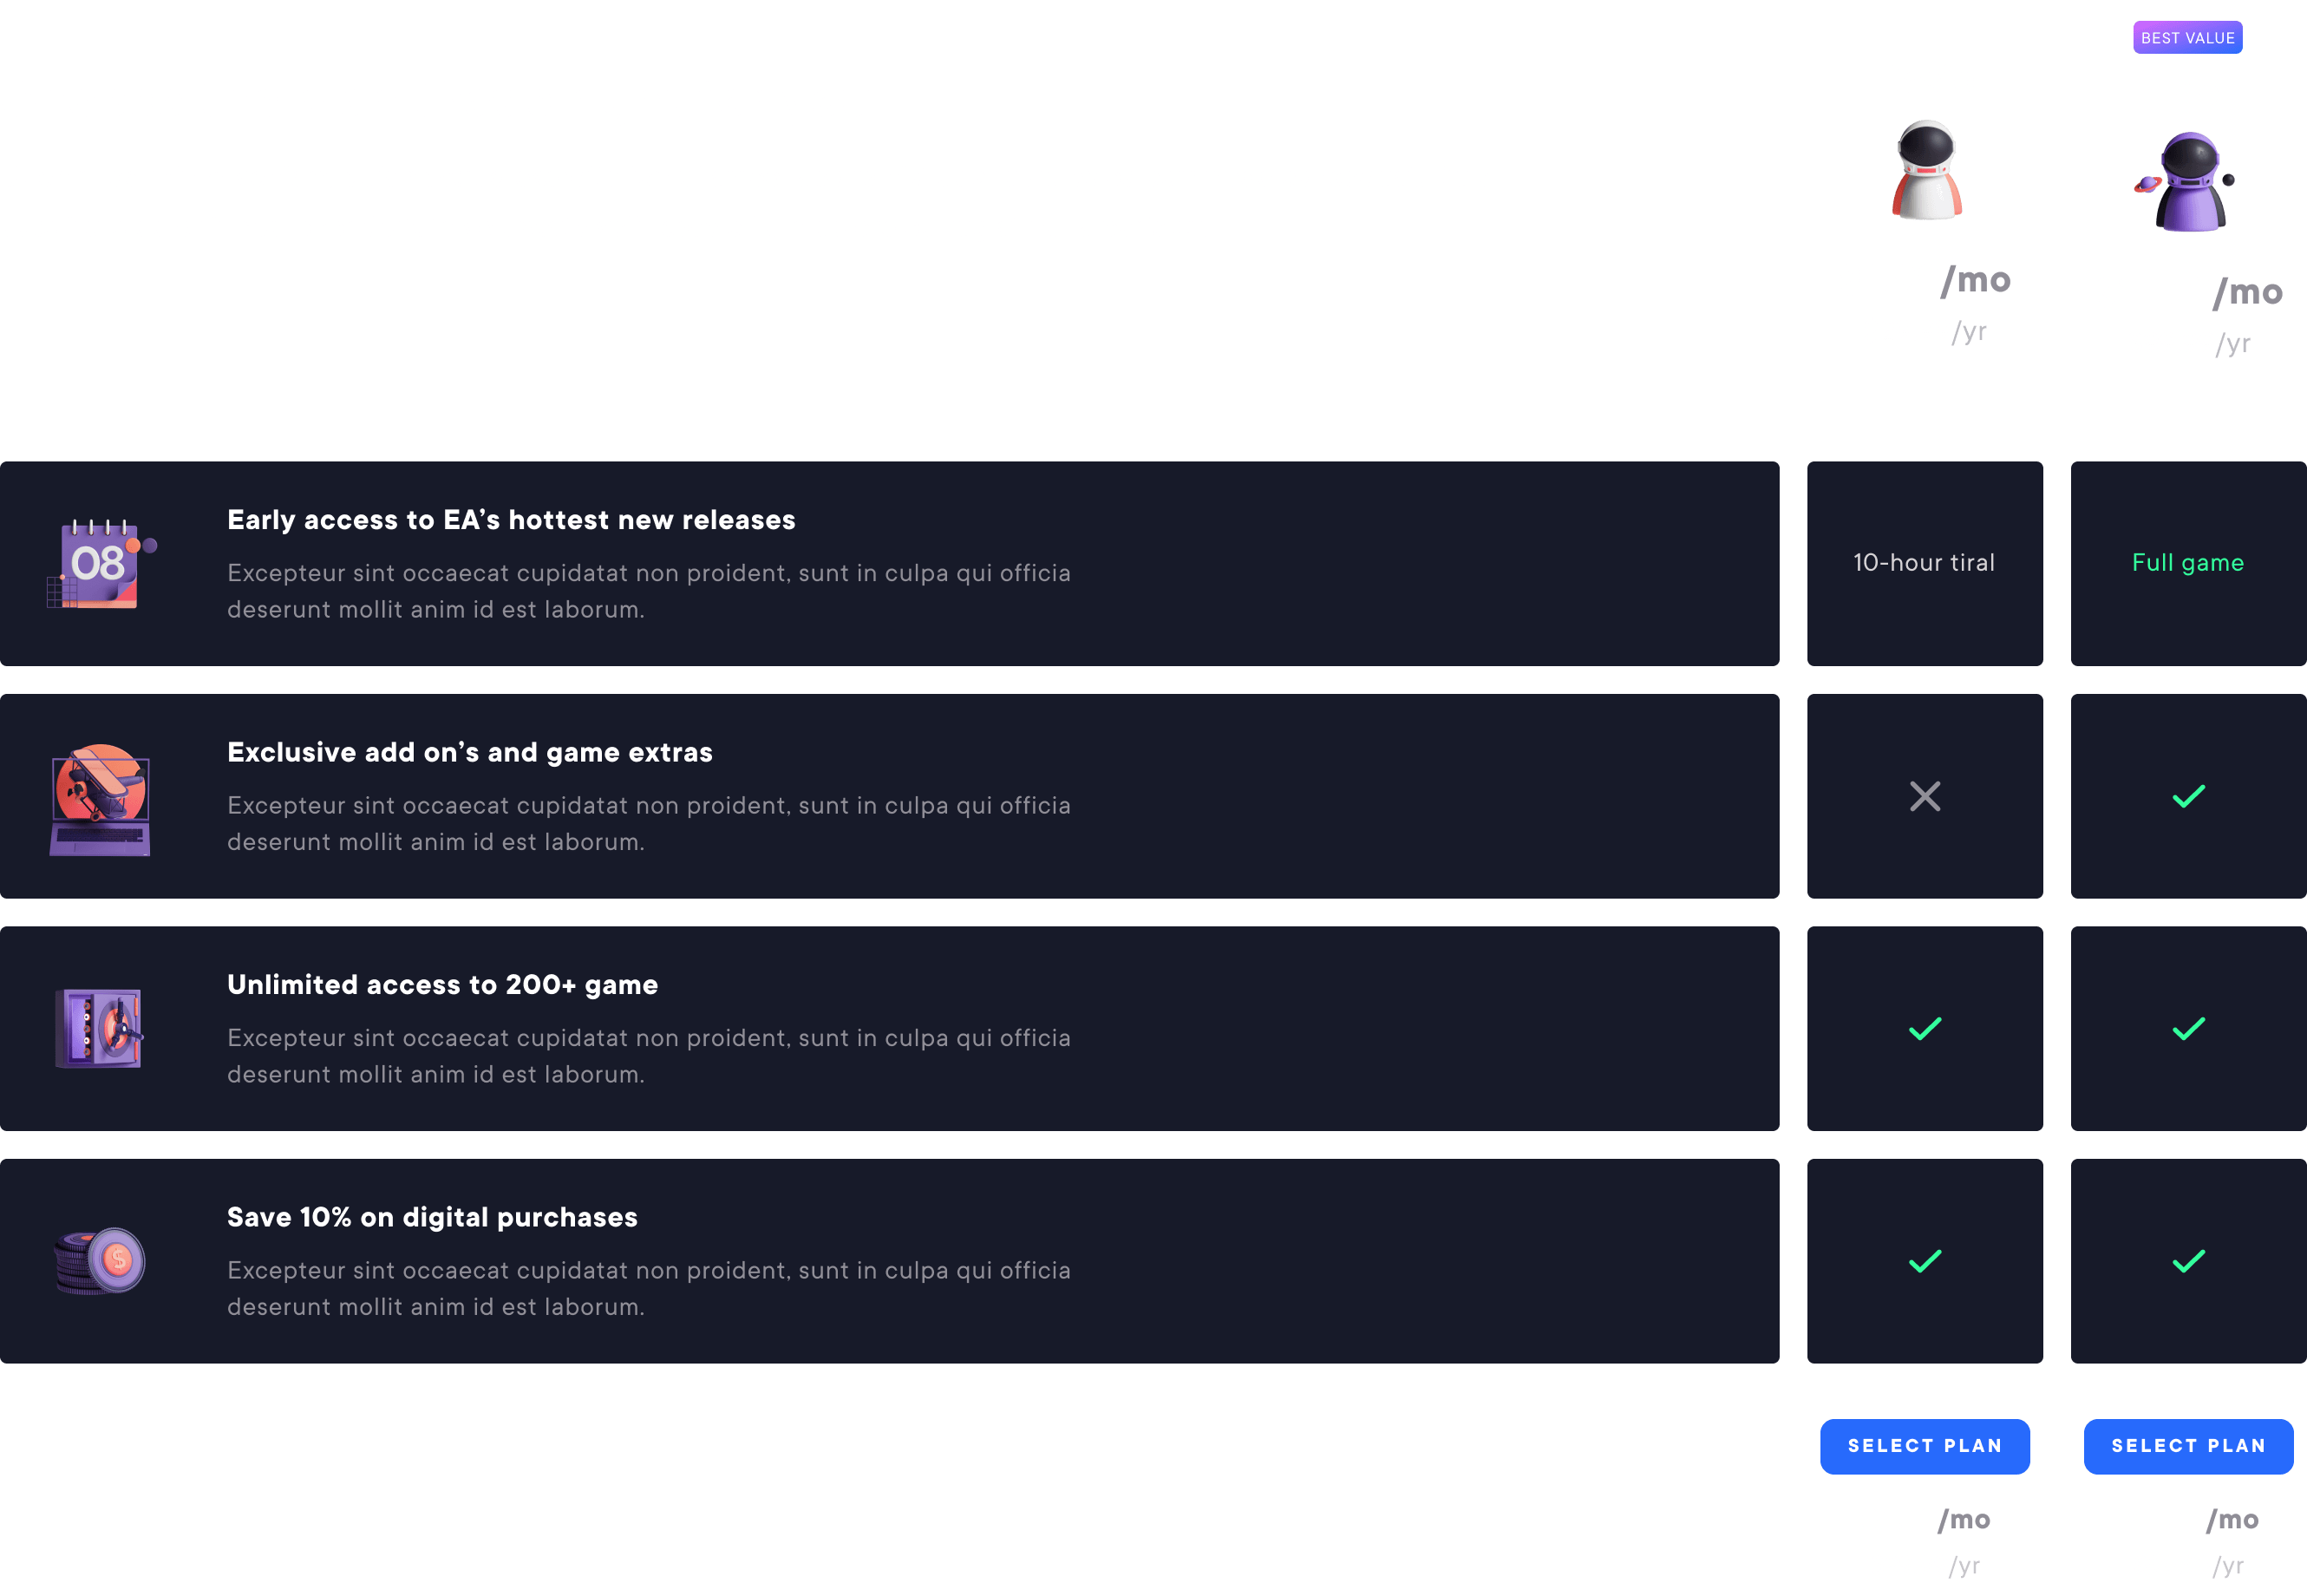 BEST VALUE
/mo
/yr
/mo
/yr
08
Early access to EA’s hottest new releases
Excepteur sint occaecat cupidatat non proident, sunt in culpa qui officia
deserunt mollit anim id est laborum.
10-hour tiral
Full game
Exclusive add on’s and game extras
Excepteur sint occaecat cupidatat non proident, sunt in culpa qui officia
deserunt mollit anim id est laborum.
Unlimited access to 200+ game
Excepteur sint occaecat cupidatat non proident, sunt in culpa qui officia
deserunt mollit anim id est laborum.
$
Save 10% on digital purchases
Excepteur sint occaecat cupidatat non proident, sunt in culpa qui officia
deserunt mollit anim id est laborum.
SELECT PLAN
SELECT PLAN
/mo
/yr
/mo
/yr